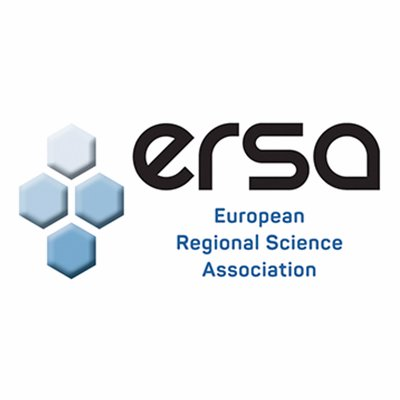 ersa
European
Regional Science
Association